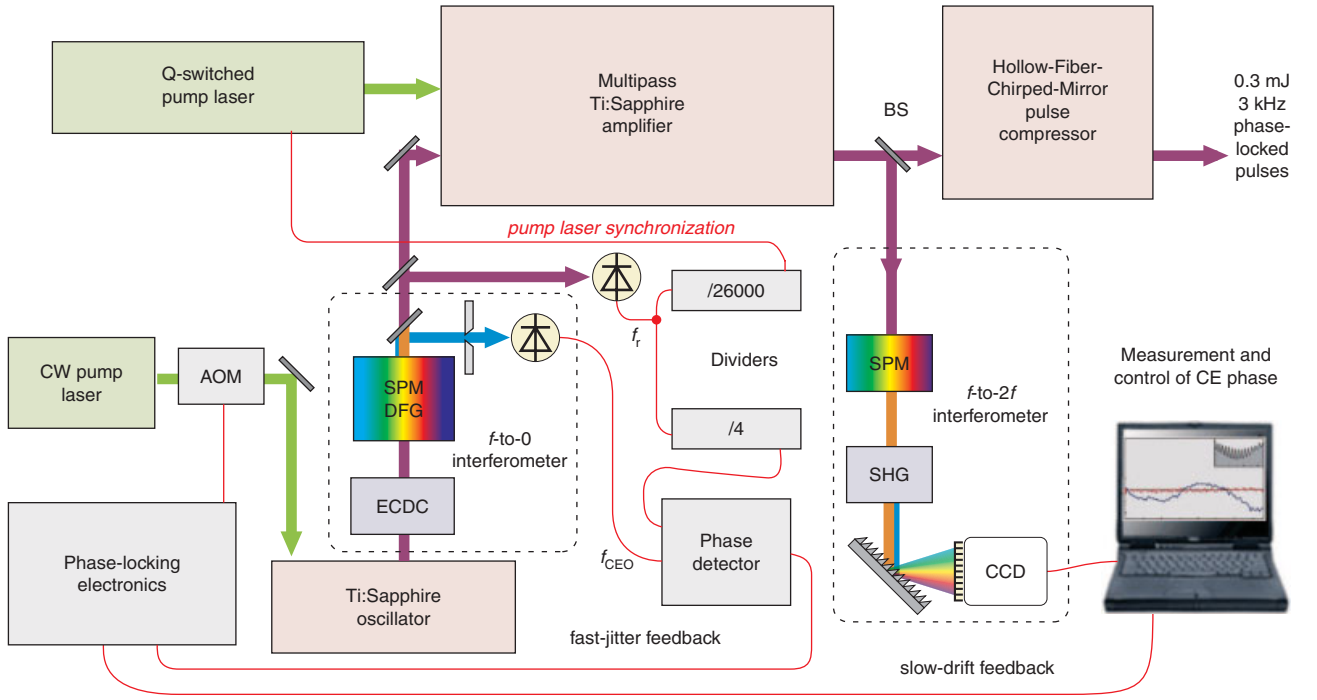 Q-switched
pump laser
Multipass
Ti:Sapphire
amplifier
BS
Hollow-Fiber-
Chirped-Mirror
pulse
compressor
0.3 mJ
3 kHz
phase-
locked
pulses
pump laser synchronization
/26000
fr
Dividers
/4
CW pump
laser
AOM
SPM
DFG
f-to-0
interferometer
ECDC
SPM
f-to-2f
interferometer
SHG
CCD
Measurement and
control of CE phase
Phase-locking
electronics
Ti:Sapphire
oscillator
fCEO
Phase
detector
fast-jitter feedback
slow-drift feedback